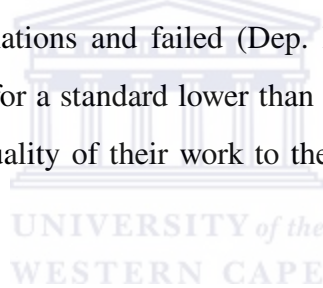 ations and failed (Dep.
for a standard lower than
uality of their work to the
UNIVERSITY of the
WESTERN CAPE